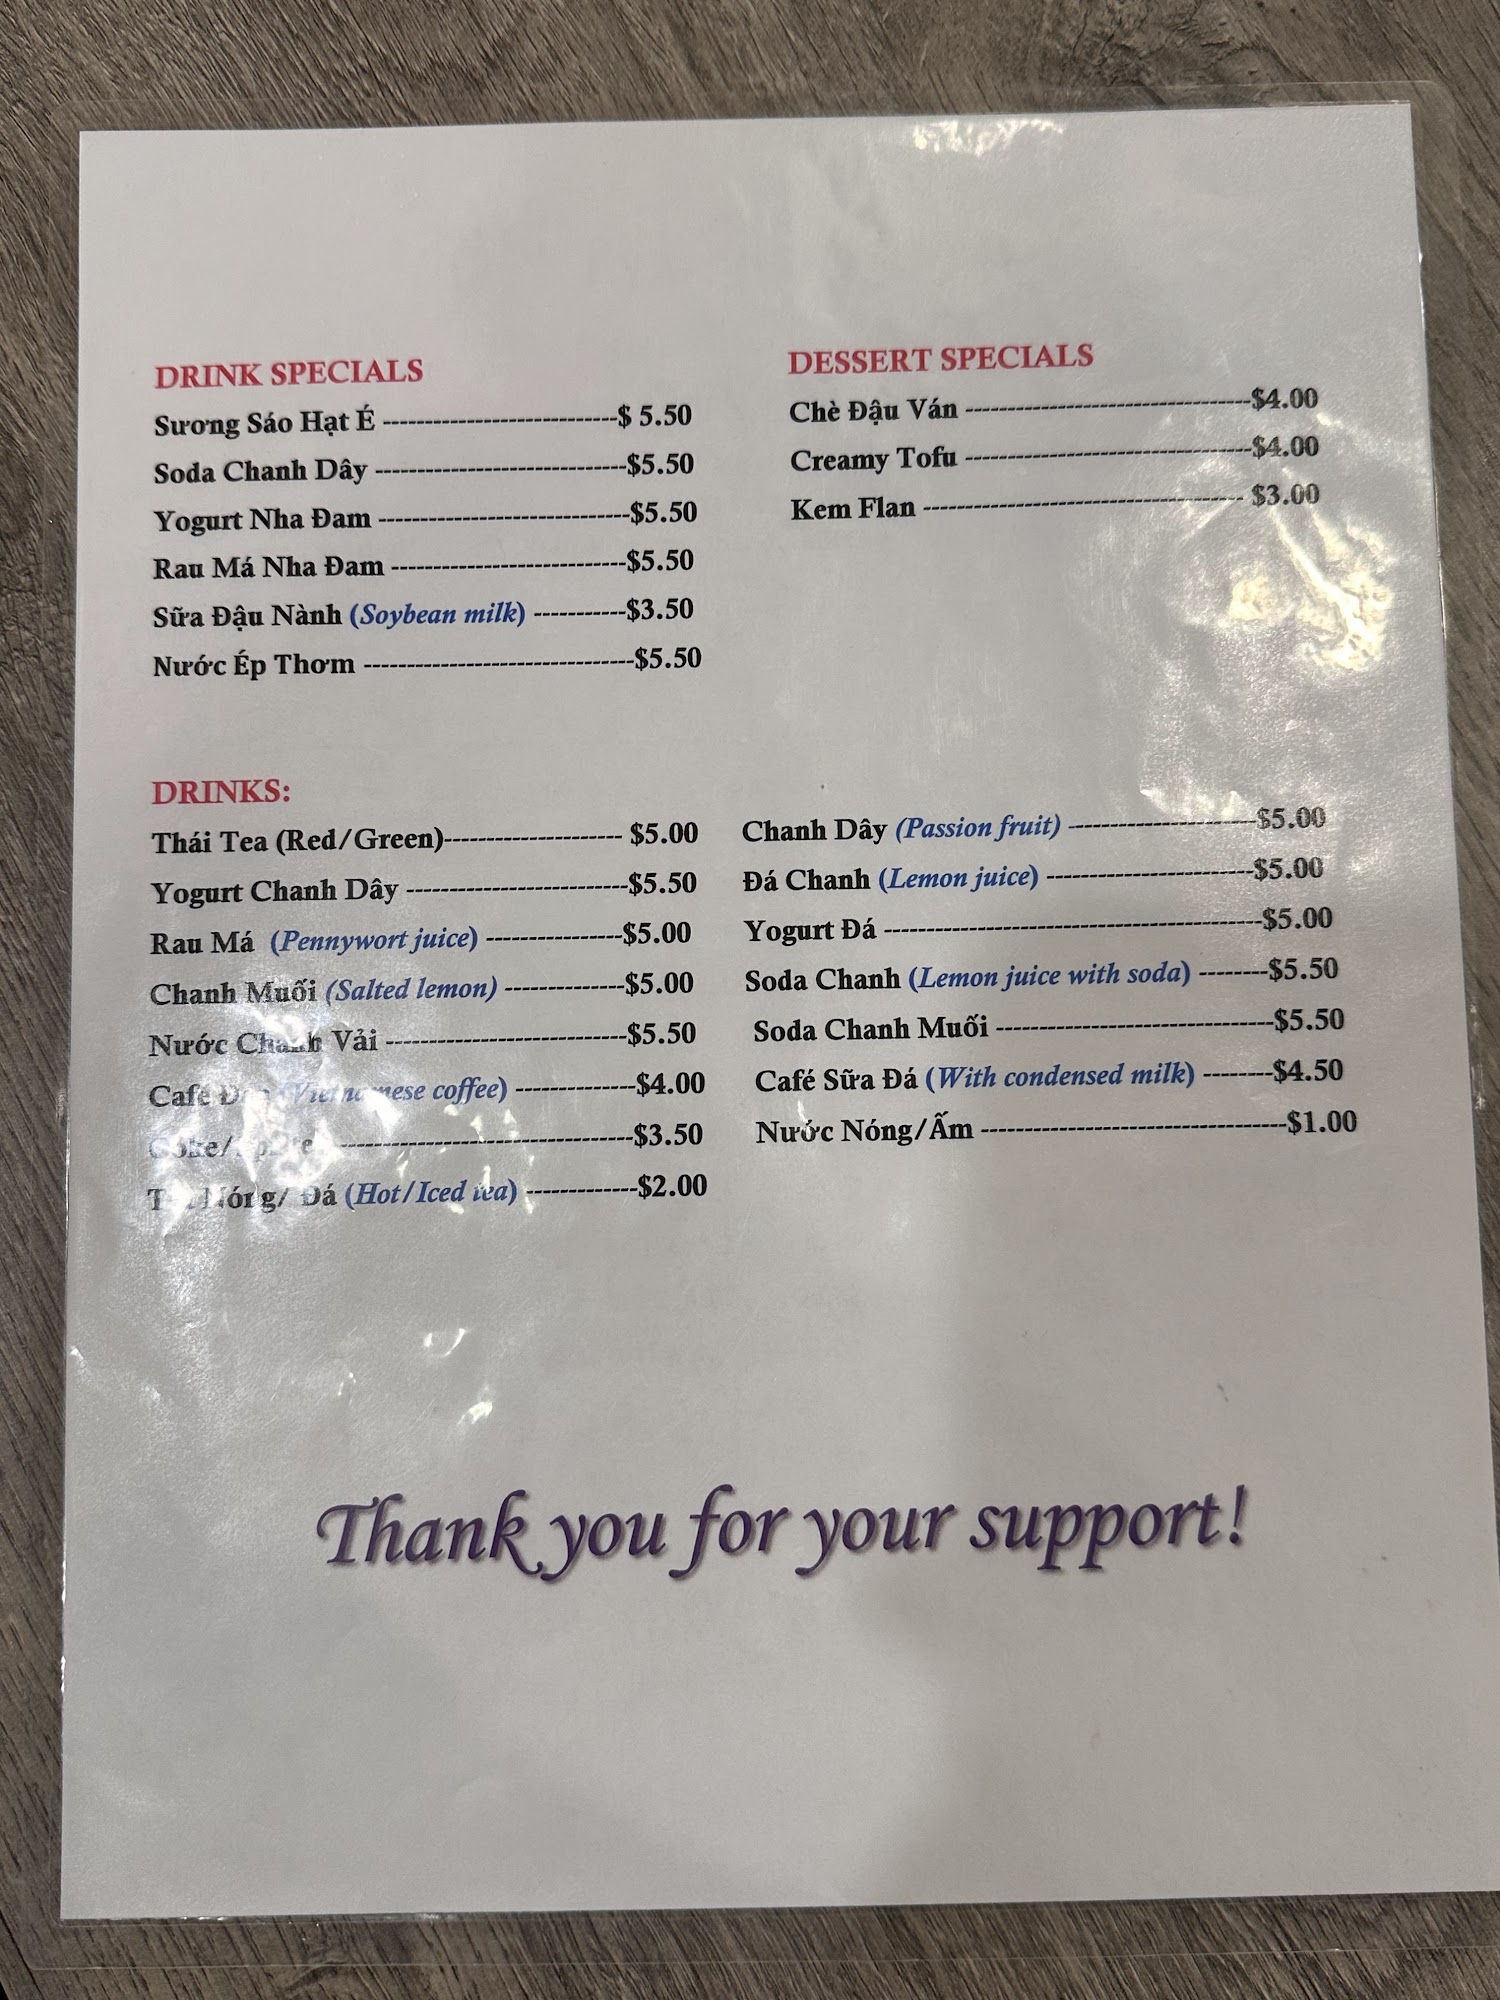 DRINK SPECIALS
Sương Sáo Hạt É -----------------------------$ 5.50
Soda Chanh Dây -------------------------------$5.50
Yogurt Nha Đam -------------------------------$5.50
Rau Má Nha Đam -----------------------------$5.50
Sữa Đậu Nành (Soybean milk) -----------$3.50
Nước Ép Thơm ---------------------------------$5.50
DESSERT SPECIALS
Chè Đậu Ván -----------------------------------$4.00
Creamy Tofu -----------------------------------$4.00
Kem Flan --------------------------------------- $3.00
DRINKS:
Thái Tea (Red/Green)---------------------- $5.00
Yogurt Chanh Dây ---------------------------$5.50
Rau Má (Pennywort juice) -----------------$5.00
Chanh Muối (Salted lemon) ---------------$5.00
Nước Chanh Vải ------------------------------$5.50
Café (Vietnamese coffee) ---------------$4.00
------------------------------------$3.50
Nóng/ Đá (Hot/Iced tea) --------------$2.00
Chanh Dây (Passion fruit) -----------------------$5.00
Đá Chanh (Lemon juice) --------------------------$5.00
Yogurt Đá ----------------------------------------------$5.00
Soda Chanh (Lemon juice with soda) --------$5.50
Soda Chanh Muối ----------------------------------$5.50
Café Sữa Đá (With condensed milk) --------$4.50
Nước Nóng/Ấm -------------------------------------$1.00
Thank you for your support!